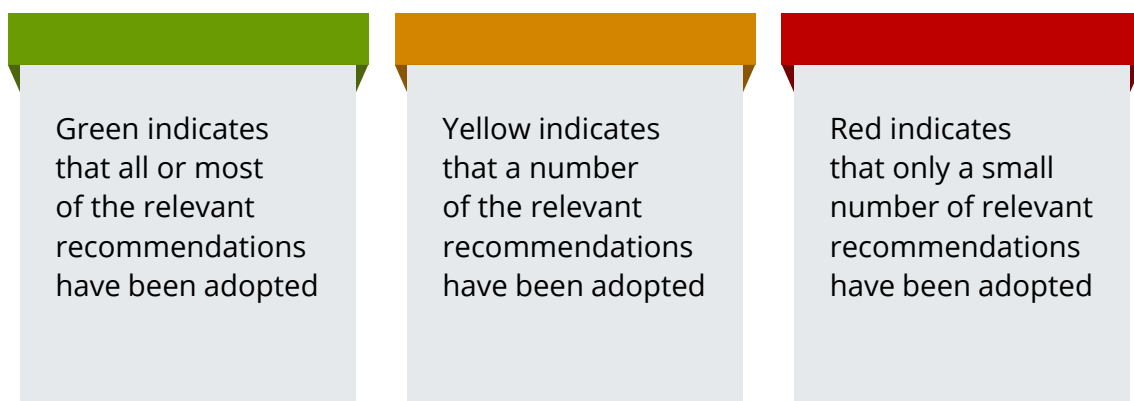 Green indicates
that all or most
of the relevant
recommendations
have been adopted
Yellow indicates
that a number
of the relevant
recommendations
have been adopted
Red indicates
that only a small
number of relevant
recommendations
have been adopted